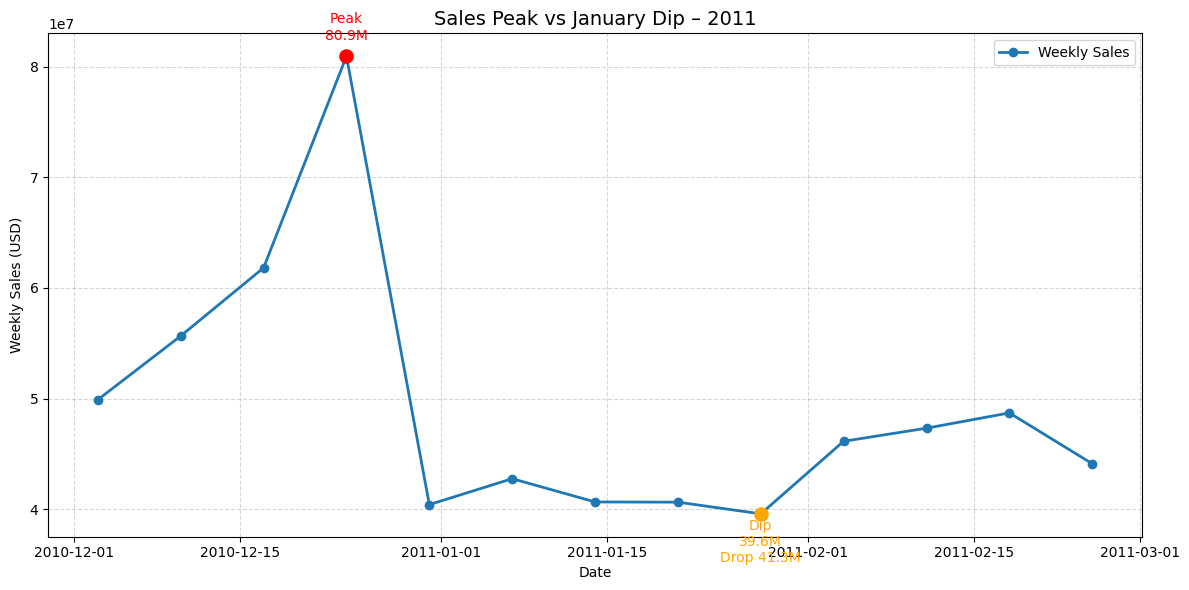 Sales Peak vs January Dip – 2011
Peak
80.9M
1e7
Weekly Sales
8
7
6
5
4
Weekly Sales (USD)
Dip
39.6M
Drop 41.3M
2010-12-01
2010-12-15
2011-01-01
2011-01-15
2011-02-01
2011-02-15
2011-03-01
Date